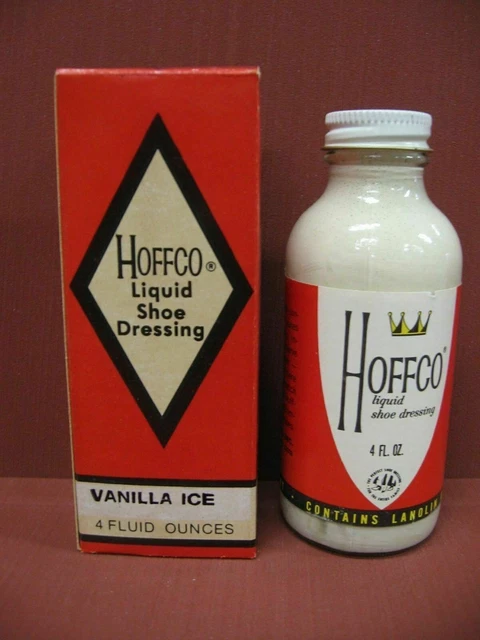 HOFFCO®
Liquid
Shoe
Dressing
VANILLA ICE
4 FLUID OUNCES
HOFFCO®
liquid
shoe dressing
4 FL. OZ.
CONTAINS LANOLIN